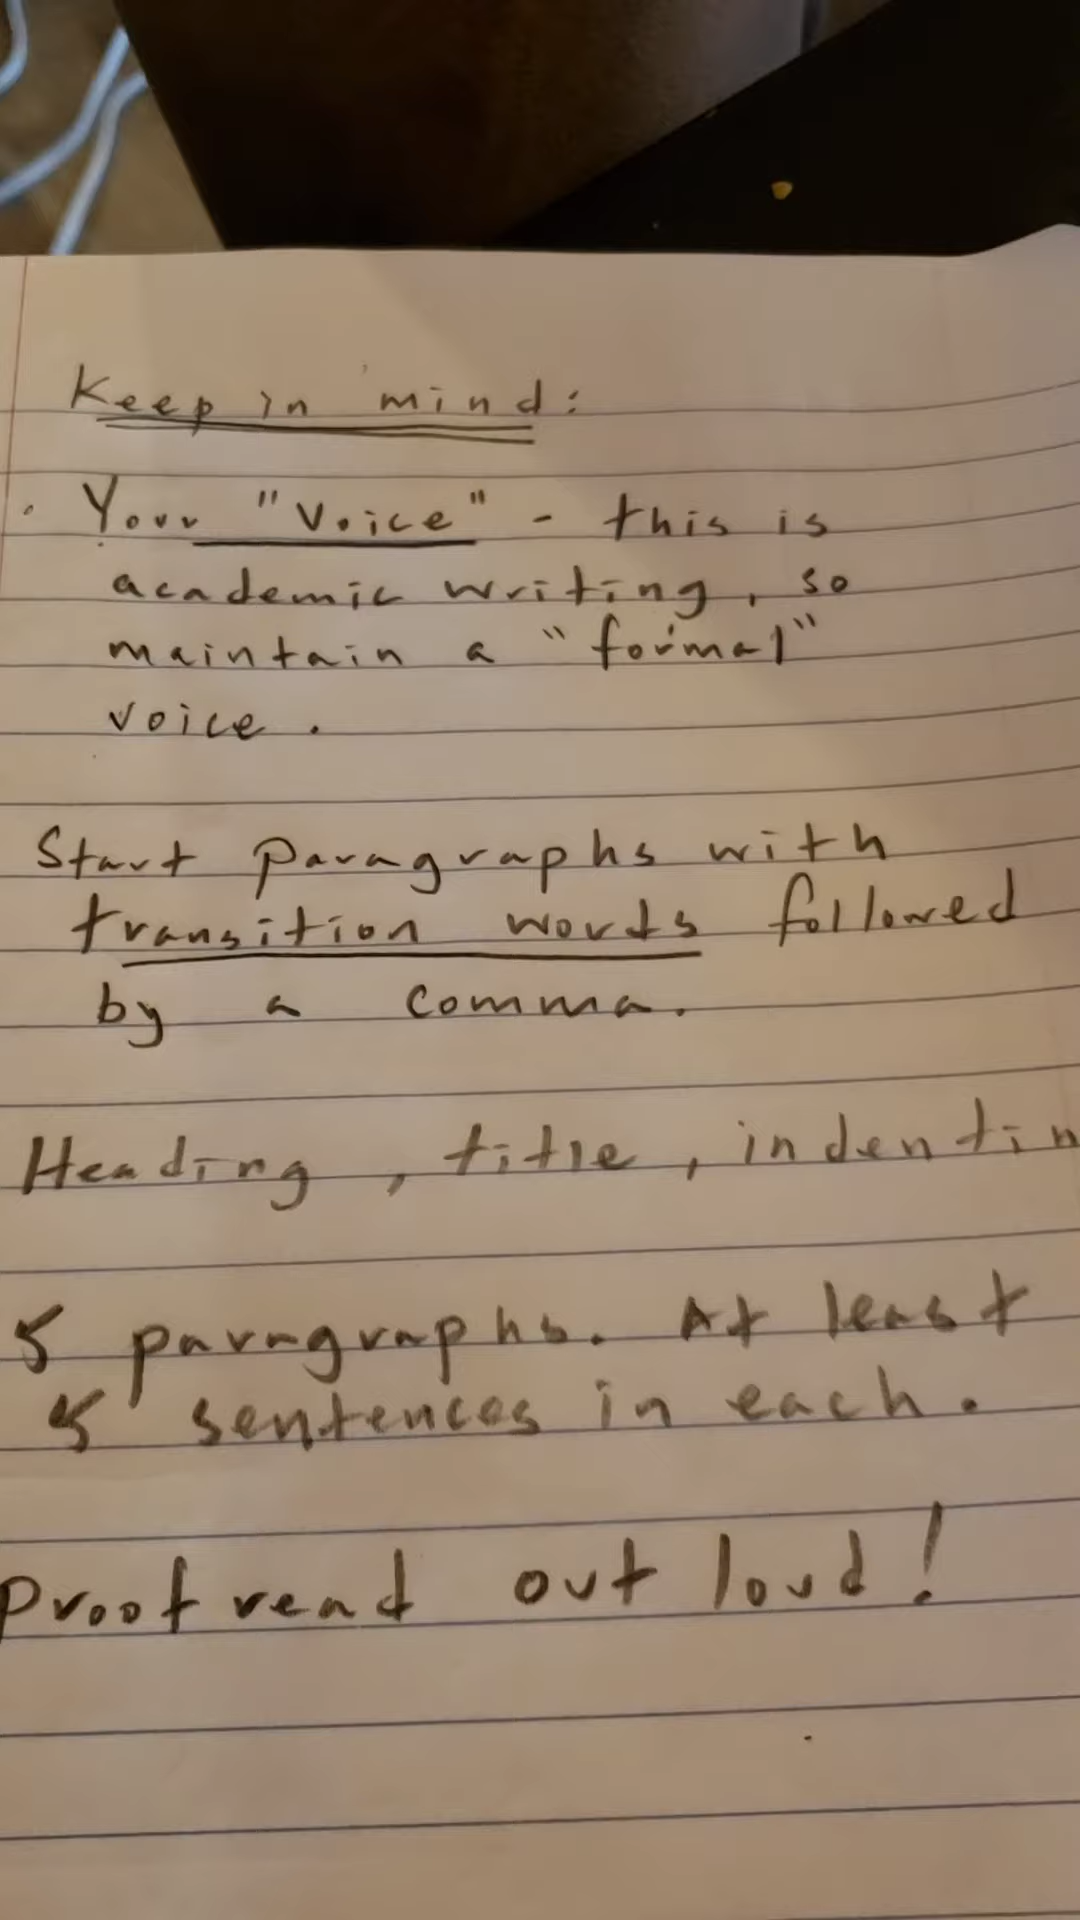 Keep in mind:
• Your "Voice" - this is
academic writing, so
maintain a "formal"
voice.
Start paragraphs with
transition words followed
by a comma.
Heading, title, indentin
5 paragraphs. At least
5 sentences in each.
Proofread out loud!